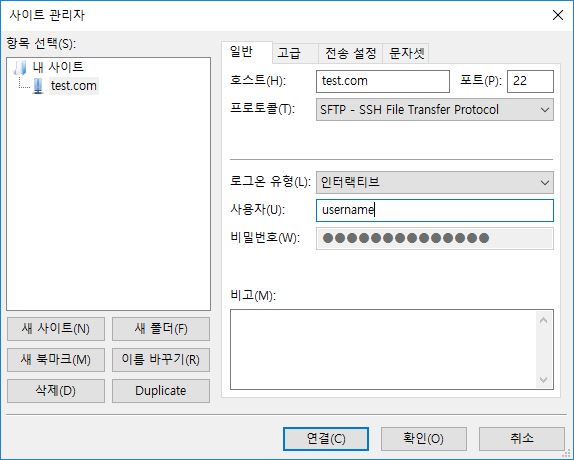 사이트 관리자
항목 선택(S):
내 사이트
test.com
새 사이트(N)
새 폴더(F)
새 북마크(M)
이름 바꾸기(R)
삭제(D)
Duplicate
일반
고급
전송 설정
문자셋
호스트(H): test.com 포트(P): 22
프로토콜(T): SFTP - SSH File Transfer Protocol
로그온 유형(L): 인터랙티브
사용자(U): username
비밀번호(W): ●●●●●●●●●●●●●●
비고(M):
연결(C)
확인(O)
취소